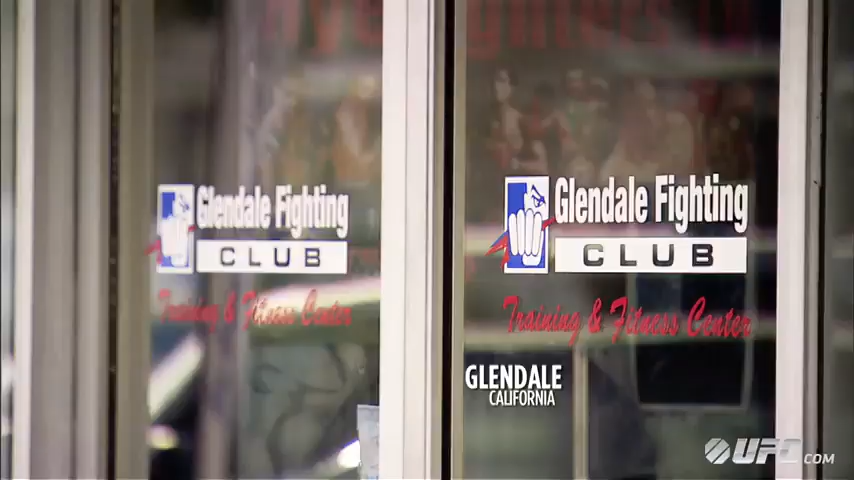 Glendale Fighting
CLUB
Training & Fitness Center
Glendale Fighting
CLUB
Training & Fitness Center
GLENDALE
CALIFORNIA
UFC.COM